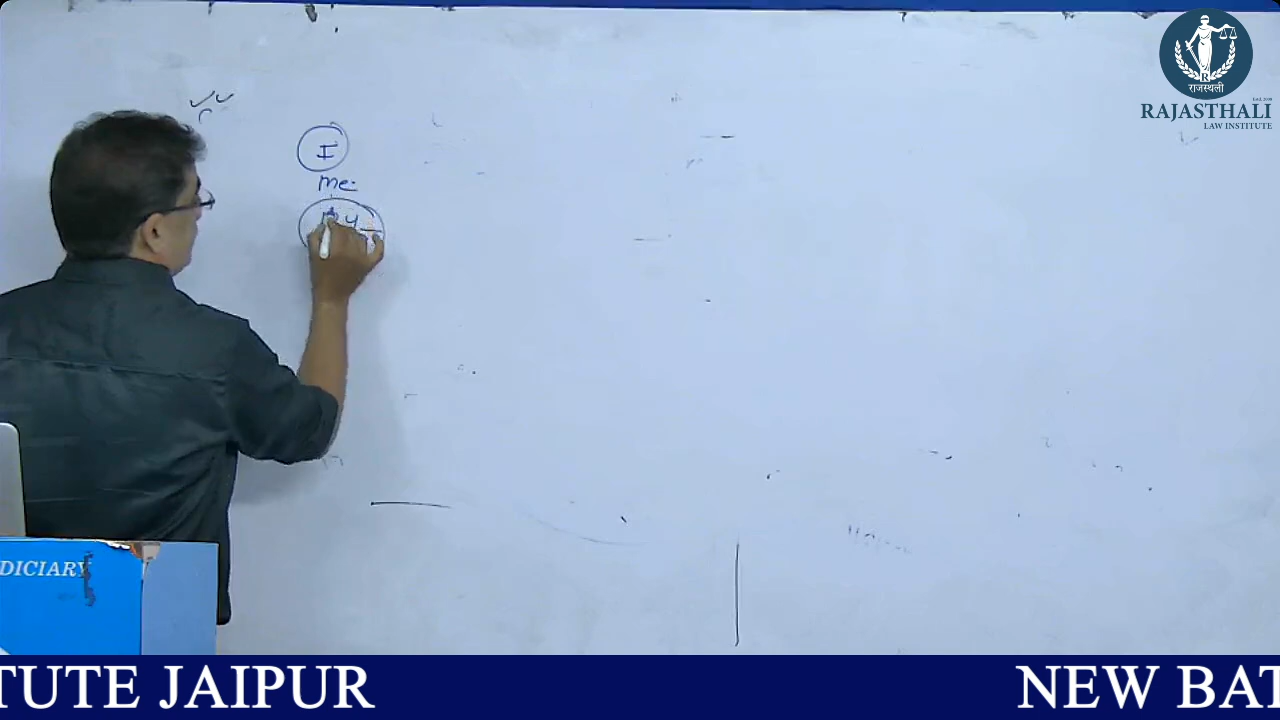 I
me
राजस्थली
RAJASTHALI
LAW INSTITUTE
DICIARY
TUTE JAIPUR
NEW BAT